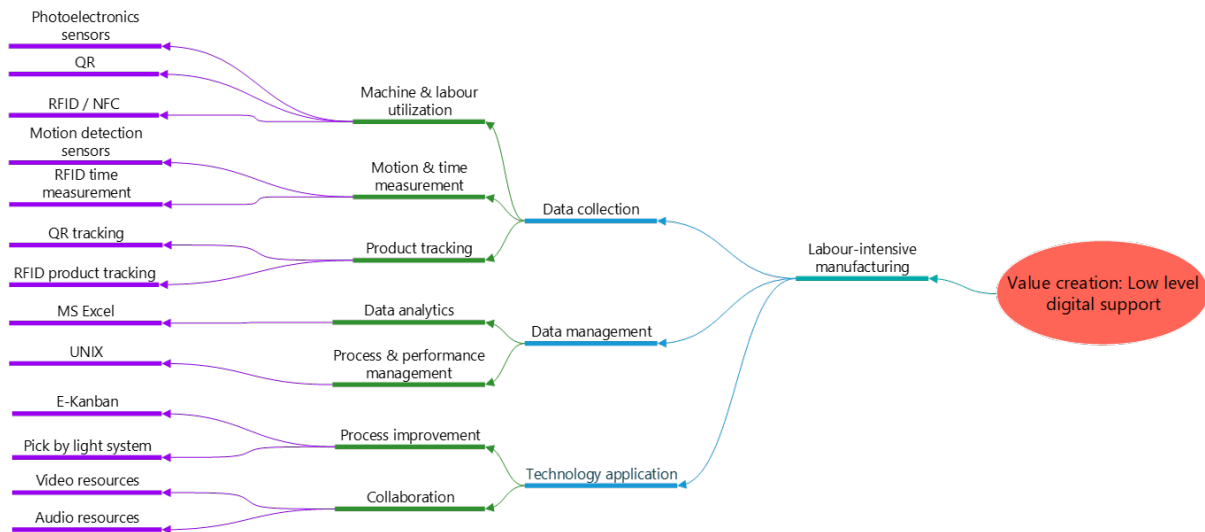 Photoelectronics
sensors
QR
RFID / NFC
Motion detection
sensors
RFID time
measurement
QR tracking
RFID product tracking
MS Excel
UNIX
E-Kanban
Pick by light system
Video resources
Audio resources
Machine & labour
utilization
Motion & time
measurement
Product tracking
Data analytics
Process & performance
management
Process improvement
Collaboration
Data collection
Data management
Technology application
Labour-intensive
manufacturing
Value creation: Low level
digital support